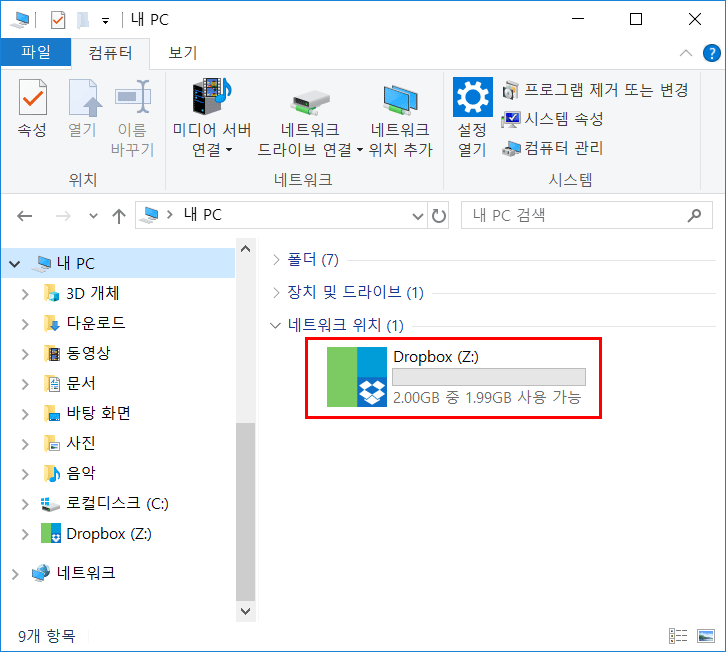 내 PC
파일
컴퓨터
보기
속성
열기
이름
바꾸기
위치
미디어 서버
연결
네트워크
드라이브 연결
네트워크
위치 추가
네트워크
설정
열기
프로그램 제거 또는 변경
시스템 속성
컴퓨터 관리
시스템
내 PC
내 PC 검색
내 PC
3D 개체
다운로드
동영상
문서
바탕 화면
사진
음악
로컬디스크 (C:)
Dropbox (Z:)
네트워크
폴더 (7)
장치 및 드라이브 (1)
네트워크 위치 (1)
Dropbox (Z:)
2.00GB 중 1.99GB 사용 가능
9개 항목